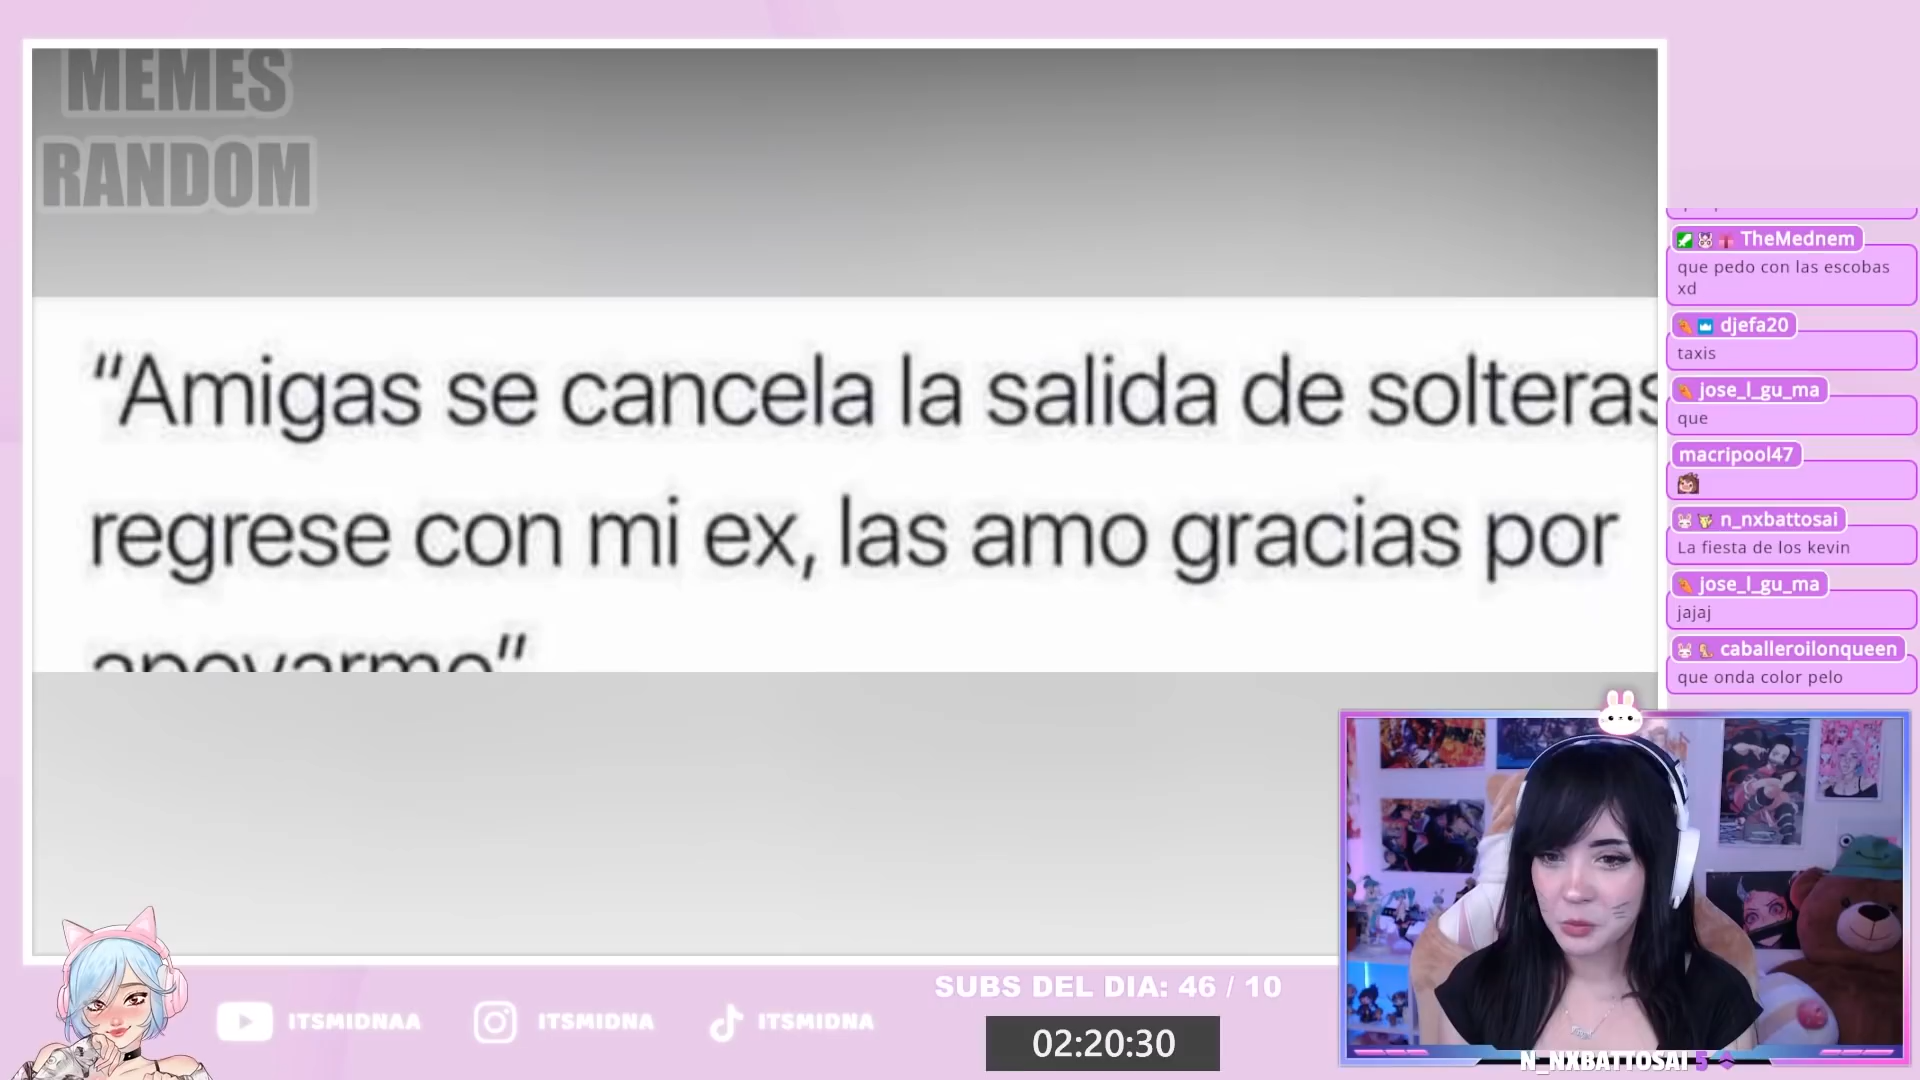 MEMES
RANDOM
“Amigas se cancela la salida de solteras
regrese con mi ex, las amo gracias por
apoyarme”
TheMednem
que pedo con las escobas
xd
djefa20
taxis
jose_l_gu_ma
que
macripool47
n_nxbattosai
La fiesta de los kevin
jose_l_gu_ma
jajaj
caballeroilonqueen
que onda color pelo
ITSMIDNAA
ITSMIDNA
ITSMIDNA
SUBS DEL DIA: 46 / 10
02:20:30
N_NXBATTOSAI 5